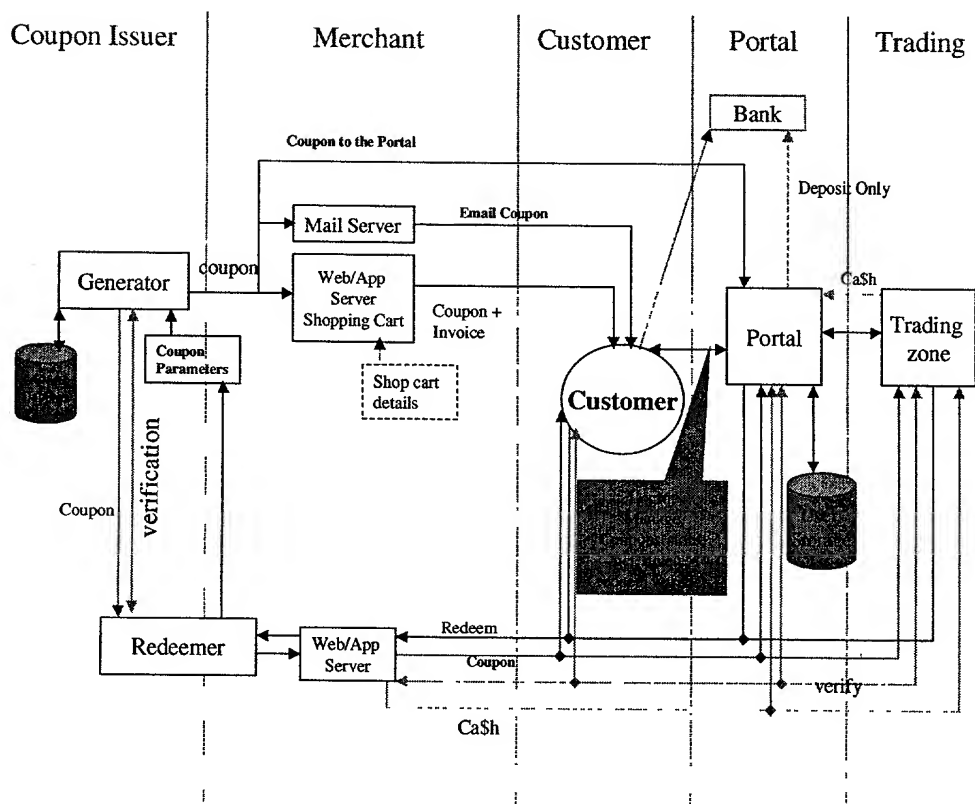 Coupon Issuer
Merchant
Customer
Portal
Trading
Bank
Coupon to the Portal
Deposit Only
Mail Server
Email Coupon
Generator
coupon
Web/App
Server
Shopping Cart
Coupon +
Invoice
Ca$h
Portal
Trading
zone
Coupon
Parameters
Shop cart
details
Customer
verification
Coupon
Redeemer
Web/App
Server
Redeem
Coupon
verify
Ca$h